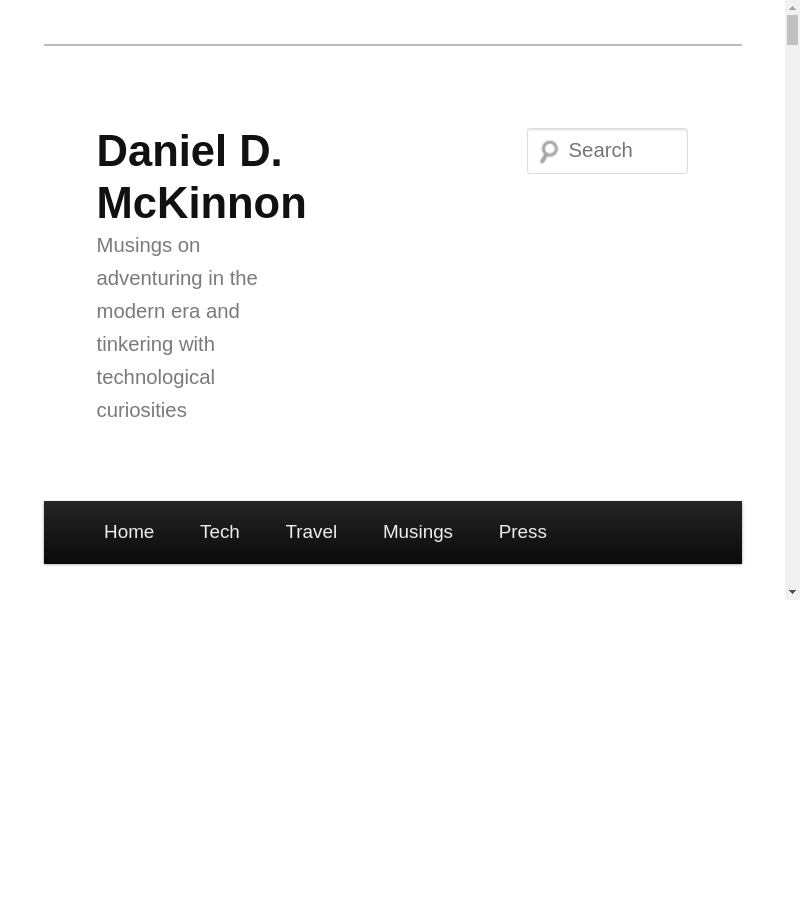 Daniel D.
McKinnon
Search
Musings on
adventuring in the
modern era and
tinkering with
technological
curiosities
Home Tech Travel Musings Press